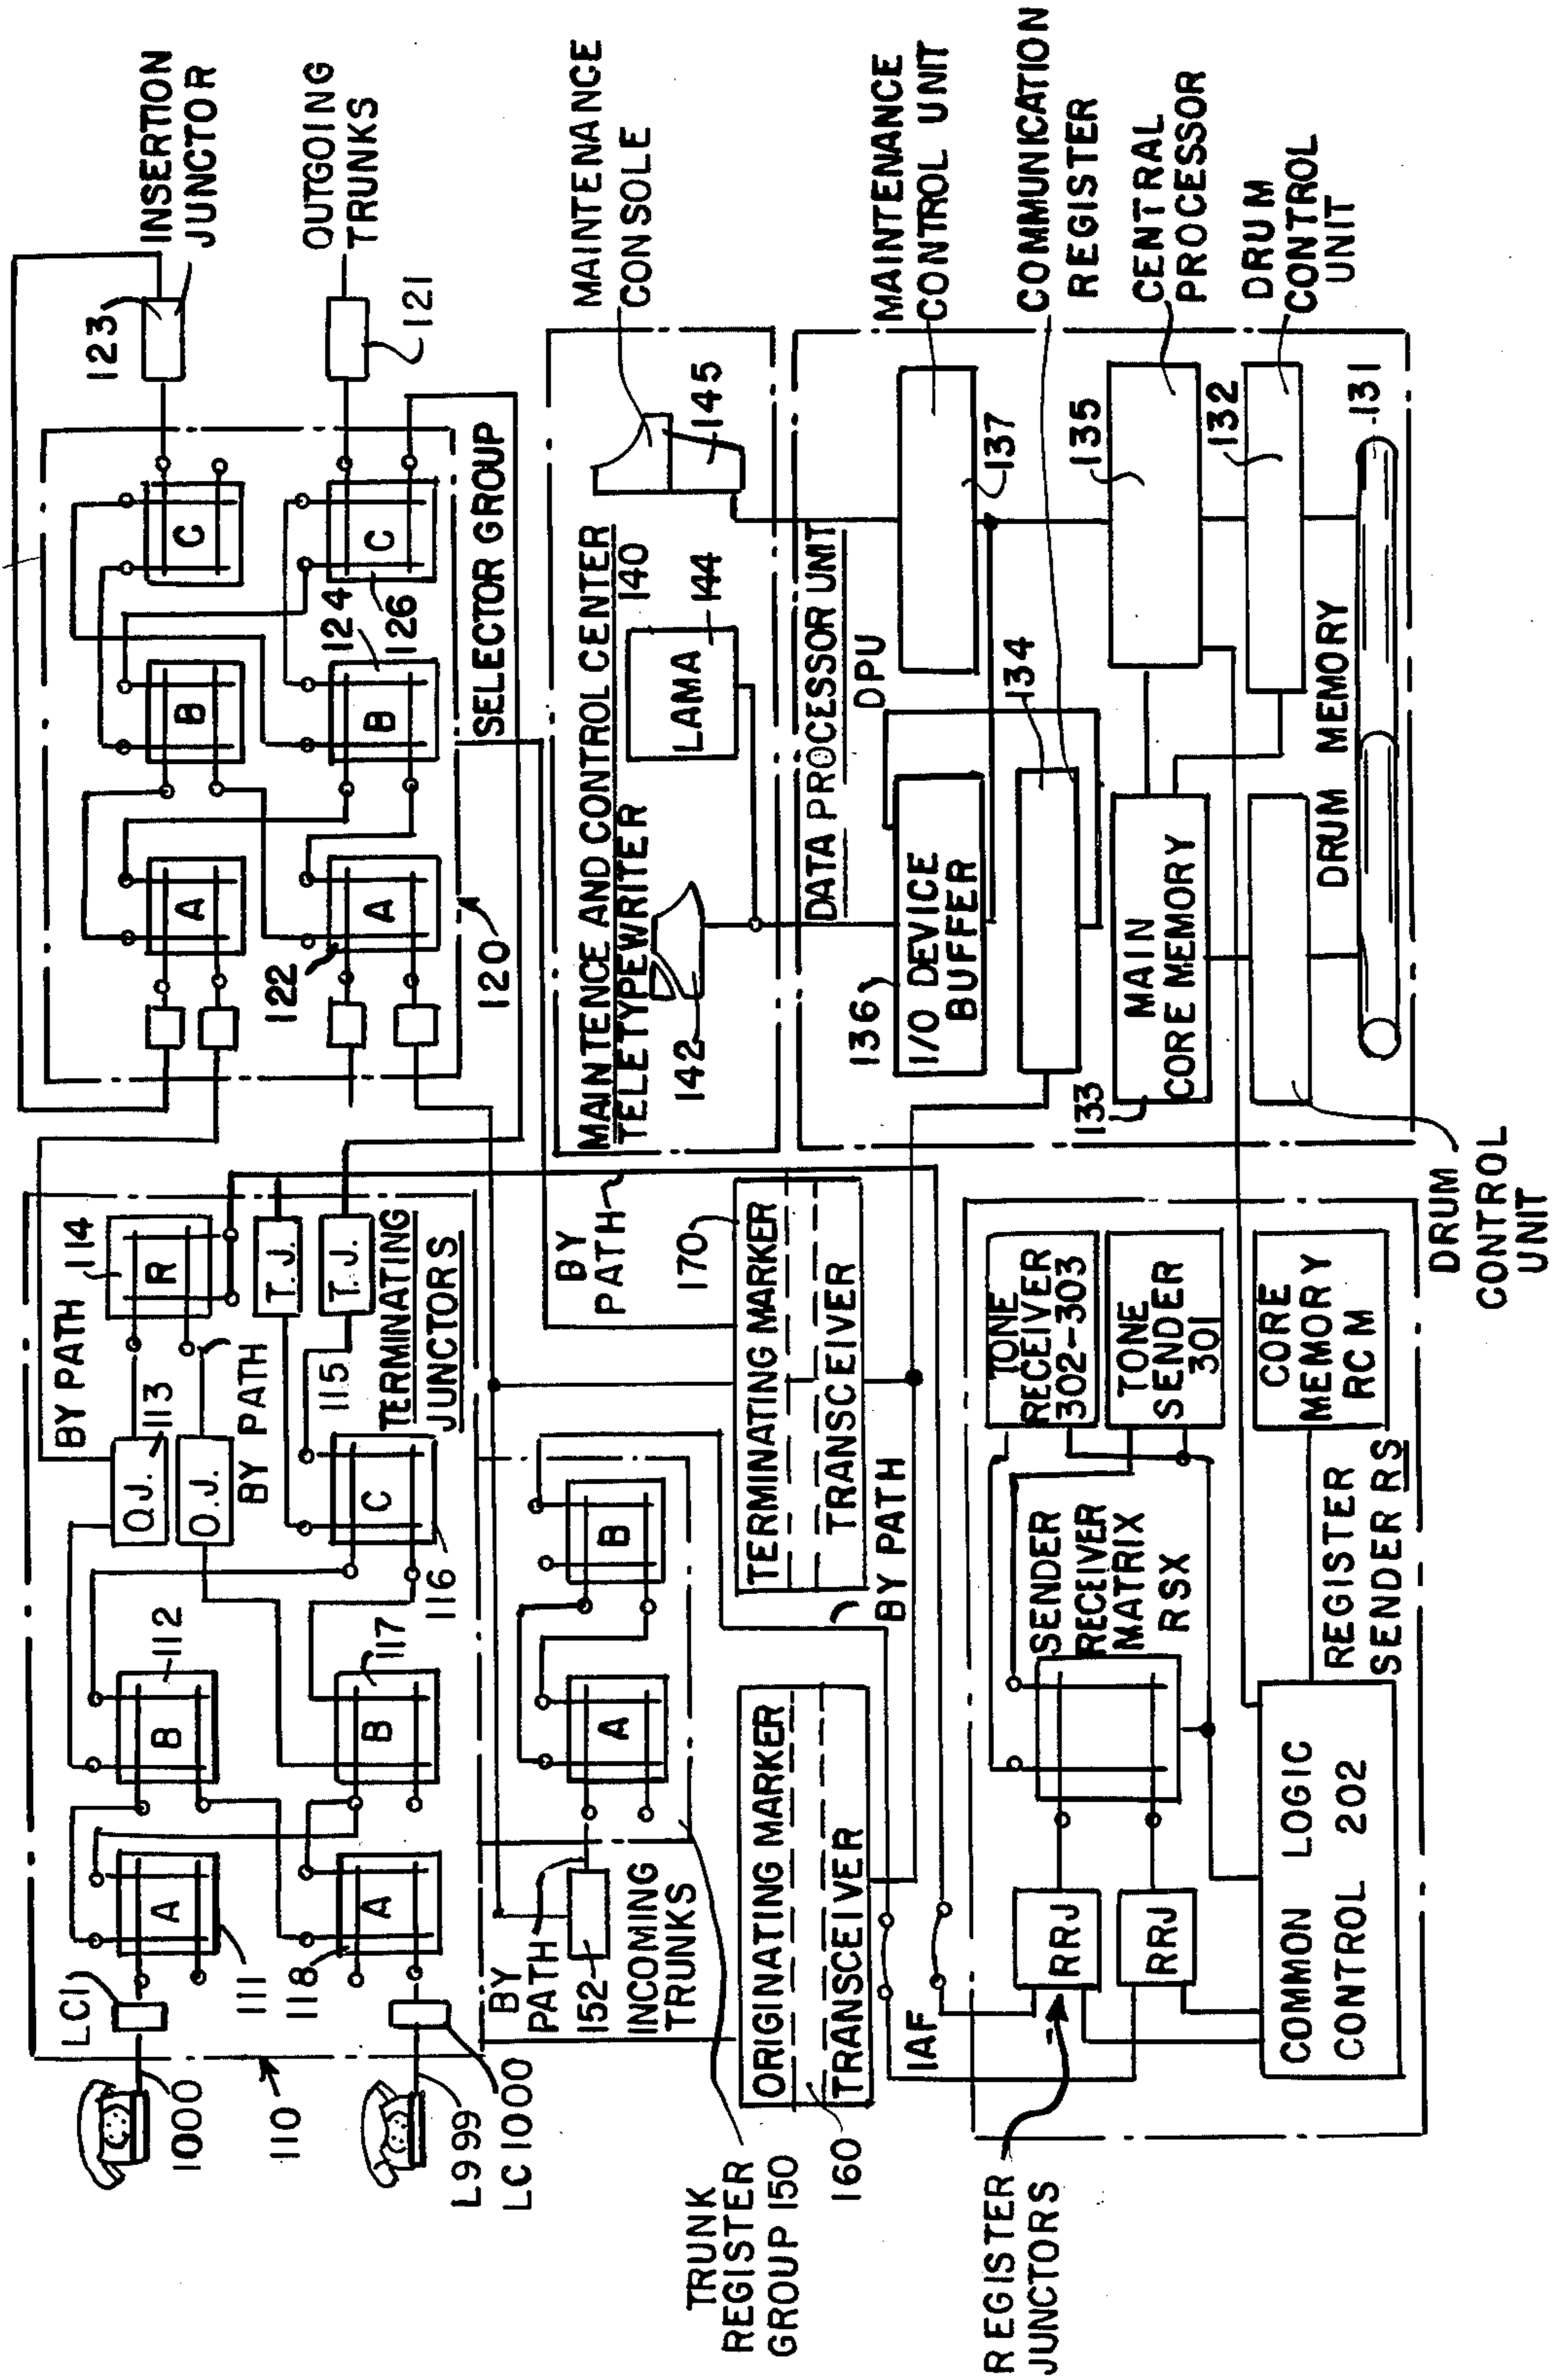 INSERTION
JUNCTOR
123
OUTGOING
TRUNKS
121
C
C
B
B
A
A
122
124
126
120
SELECTOR GROUP
BY PATH
114
R
O.J.
113
O.J.
BY PATH
T.J.
T.J.
115
TERMINATING
JUNCTORS
C
116
B
112
B
117
A
111
A
118
LC1
1000
110
L999
LC1000
MAINTENANCE
CONSOLE
145
MAINTENCE AND CONTROL CENTER
140
TELETYPEWRITER
142
LAMA
144
BY
PATH
152
INCOMING
TRUNKS
A
B
TRUNK
REGISTER
GROUP 150
BY
PATH
170
TERMINATING MARKER
TRANSCEIVER
BY PATH
ORIGINATING MARKER
TRANSCEIVER
160
IAF
MAINTENANCE
CONTROL UNIT
137
COMMUNICATION
REGISTER
134
CENTRAL
PROCESSOR
135
DRUM
CONTROL
UNIT
132
131
DATA PROCESSOR UNIT
DPU
136
I/O DEVICE
BUFFER
133
MAIN
CORE MEMORY
DRUM MEMORY
DRUM
CONTROL
UNIT
TONE
RECEIVER
302-303
TONE
SENDER
301
CORE
MEMORY
RCM
SENDER
RECEIVER
MATRIX
RSX
REGISTER
SENDER RS
RRJ
RRJ
COMMON LOGIC
CONTROL 202
REGISTER
JUNCTORS